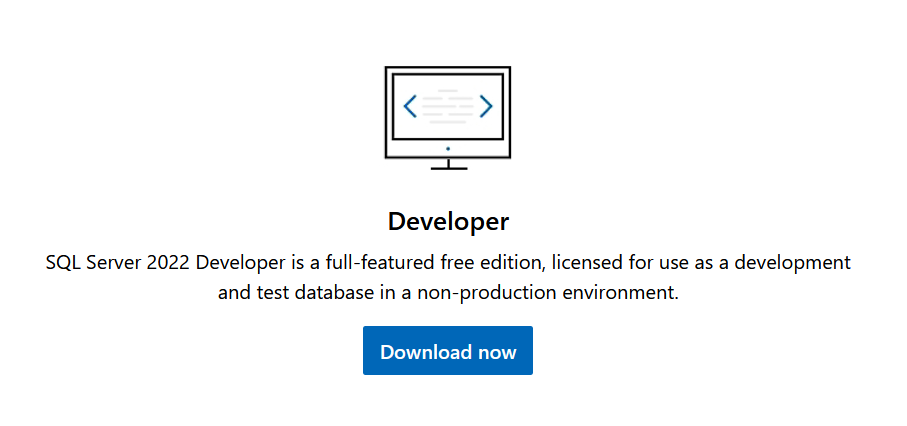 Developer
SQL Server 2022 Developer is a full-featured free edition, licensed for use as a development
and test database in a non-production environment.
Download now